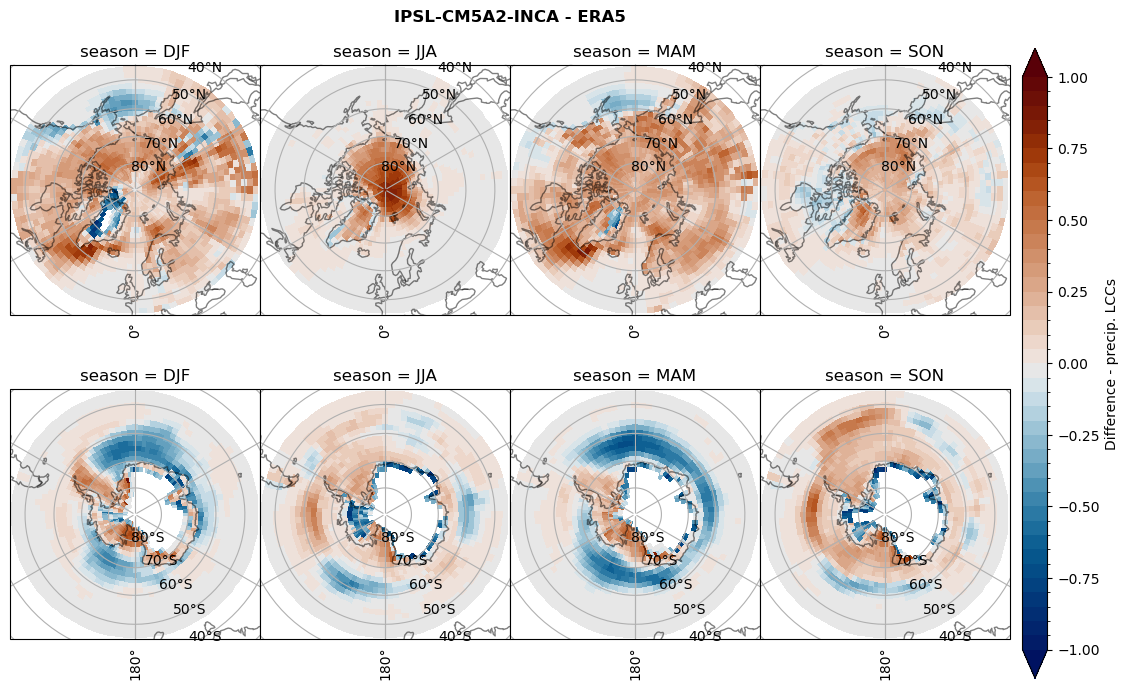 IPSL-CM5A2-INCA - ERA5
season = DJF
season = JJA
season = MAM
season = SON
40°N
50°N
60°N
70°N
80°N
40°N
50°N
60°N
70°N
80°N
40°N
50°N
60°N
70°N
80°N
40°N
50°N
60°N
70°N
80°N
0°
0°
0°
0°
season = DJF
season = JJA
season = MAM
season = SON
80°S
70°S
60°S
50°S
40°S
80°S
70°S
60°S
50°S
40°S
80°S
70°S
60°S
50°S
40°S
80°S
70°S
60°S
50°S
40°S
180°
180°
180°
180°
1.00
0.75
0.50
0.25
0.00
−0.25
−0.50
−0.75
−1.00
Difference - precip. LCCs